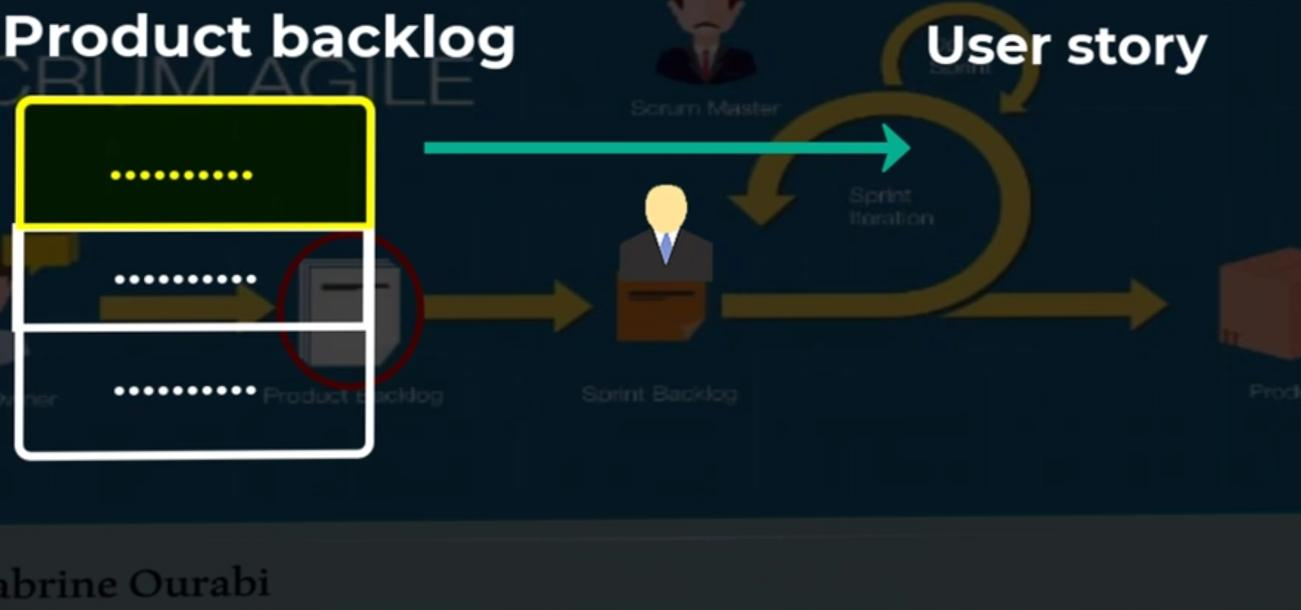 Product backlog
User story
CRUM AGILE
Scrum Master
Sprint
Sprint
Iteration
Product Backlog
Sprint Backlog
abrine Ourabi